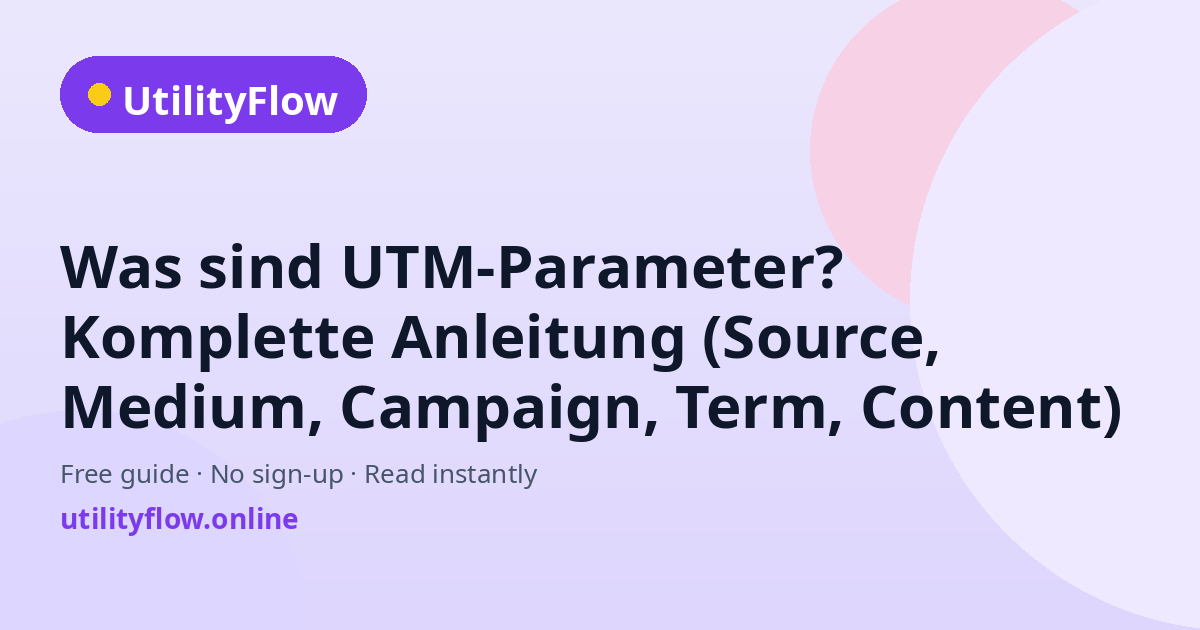 UtilityFlow
Was sind UTM-Parameter?
Komplette Anleitung (Source,
Medium, Campaign, Term, Content)
Free guide · No sign-up · Read instantly
utilityflow.online